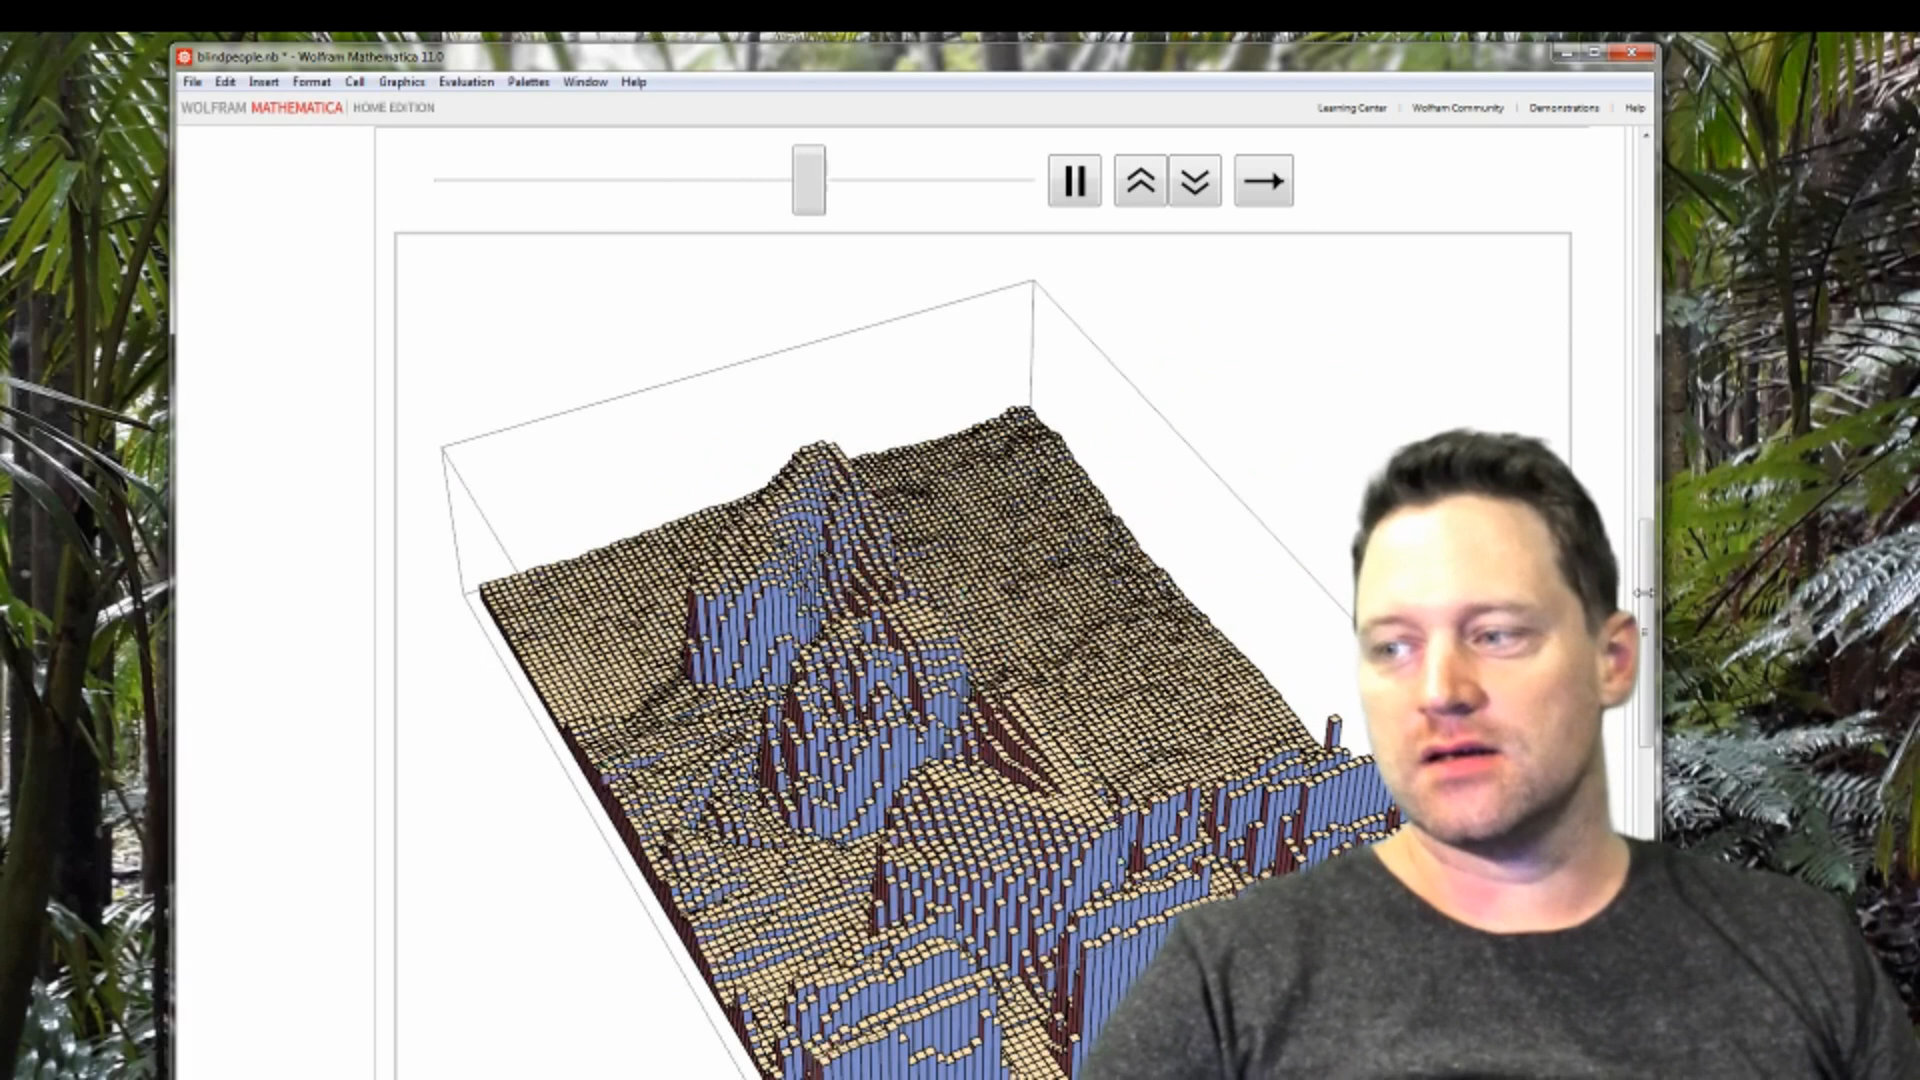 blindpeople.nb * - Wolfram Mathematica 11.0
File Edit Insert Format Cell Graphics Evaluation Palettes Window Help
WOLFRAM MATHEMATICA | HOME EDITION
Learning Center | Wolfram Community | Demonstrations | Help